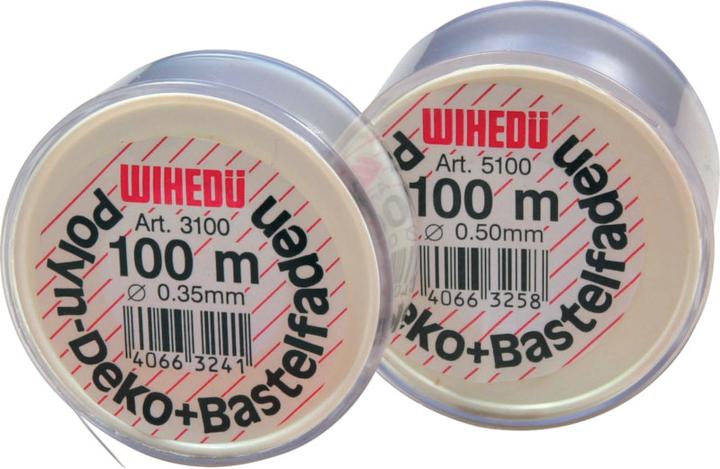 WIHEDÜ
Art. 3100
100 m
Ø 0.35mm
4066 3241
Polyn-Deko+Bastelfaden
WIHEDÜ
Art. 5100
100 m
Ø 0.50mm
4066 3258
Deko+Bastelfaden